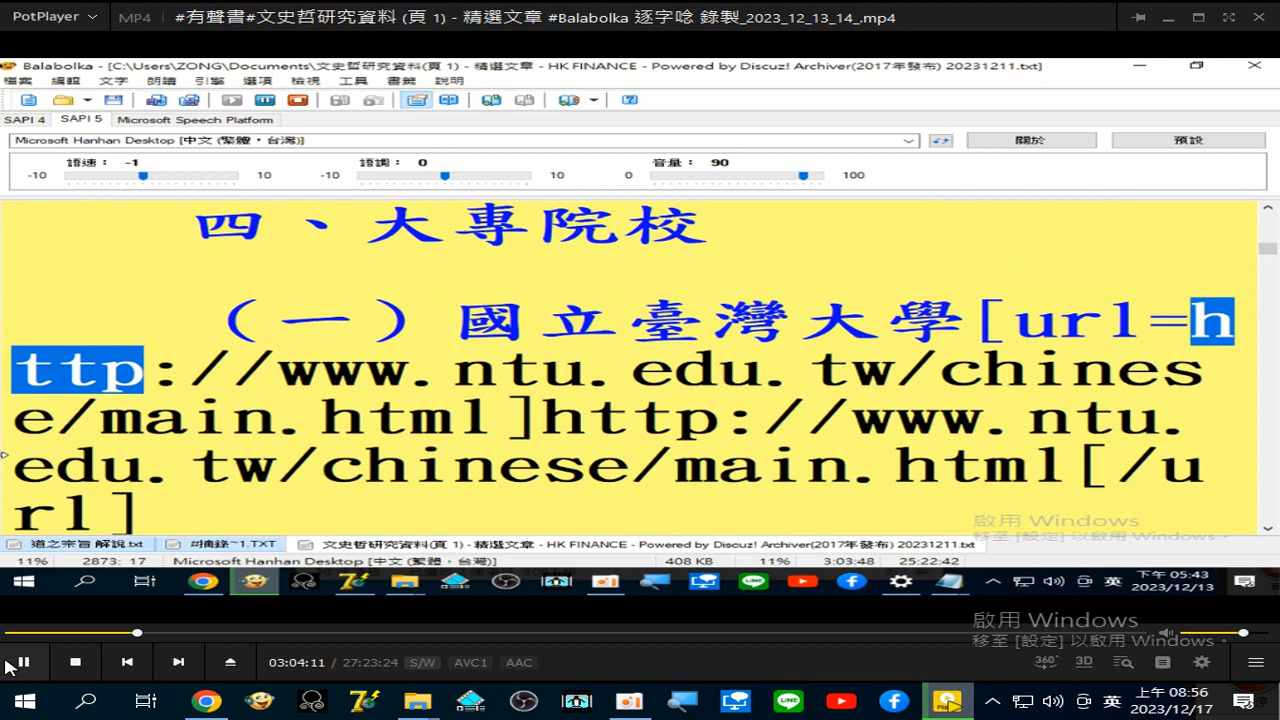 PotPlayer MP4 #有聲書#文史哲研究資料 (頁 1) - 精選文章 #Balabolka 逐字唸 錄製_2023_12_13_14_.mp4
Balabolka - [C:\Users\ZONG\Documents\文史哲研究資料(頁 1) - 精選文章 - HK FINANCE - Powered by Discuz! Archiver(2017年發布) 20231211.txt]
檔案 編輯 文字 朗讀 引擎 選項 檢視 工具 書籤 說明
SAPI 4 SAPI 5 Microsoft Speech Platform
Microsoft Hanhan Desktop [中文 (繁體，台灣)] 關於 預設
語速： -1 語調： 0 音量： 90
-10 10 -10 10 0 100
四、大專院校
（一）國立臺灣大學[url=h
ttp://www.ntu.edu.tw/chines
e/main.html]http://www.ntu.
edu.tw/chinese/main.html[/u
rl]
啟用 Windows
移至 [設定] 以啟用 Windows。
道之宗旨 解說.txt #摘錄~1.TXT 文史哲研究資料(頁 1) - 精選文章 - HK FINANCE - Powered by Discuz! Archiver(2017年發布) 20231211.txt
11% 2873: 17 Microsoft Hanhan Desktop [中文 (繁體，台灣)] 408 KB 11% 3:03:48 25:22:42
英 下午 05:43
2023/12/13
啟用 Windows
移至 [設定] 以啟用 Windows。
03:04:11 / 27:23:24 S/W AVC1 AAC 360° 3D
英 上午 08:56
2023/12/17